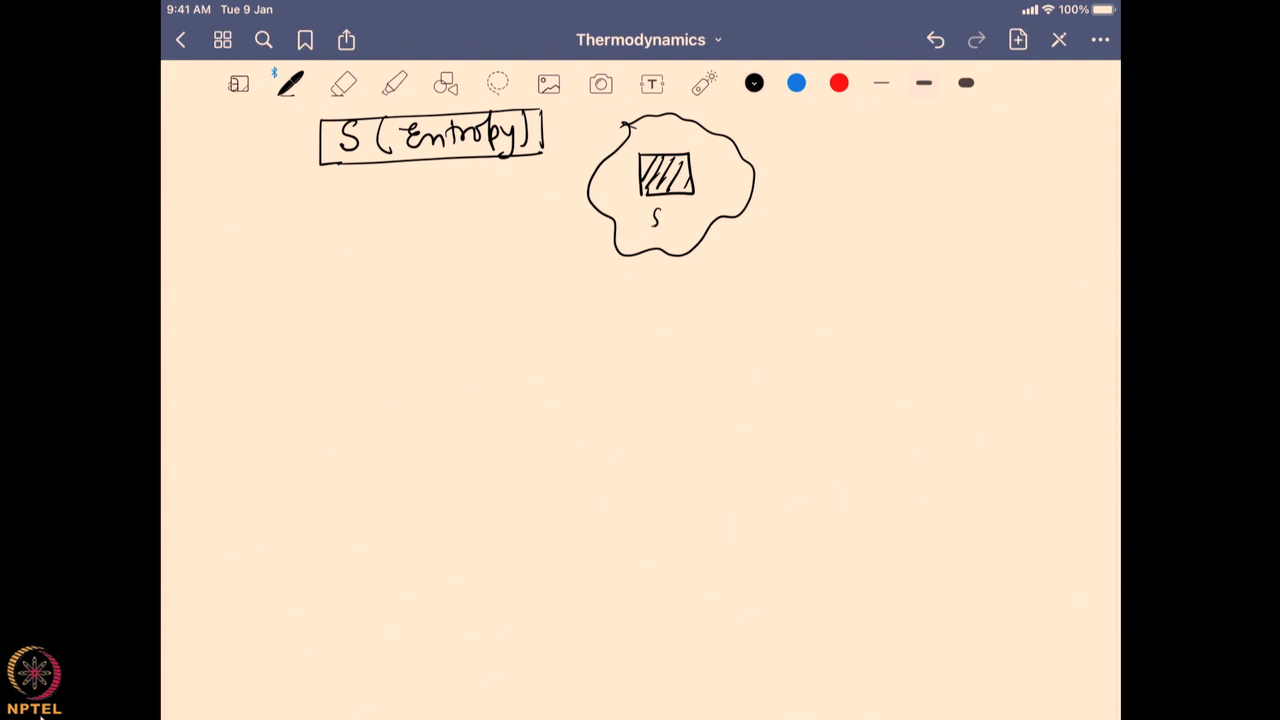 9:41 AM Tue 9 Jan 100%
Thermodynamics
T
S (Entropy)
S
NPTEL